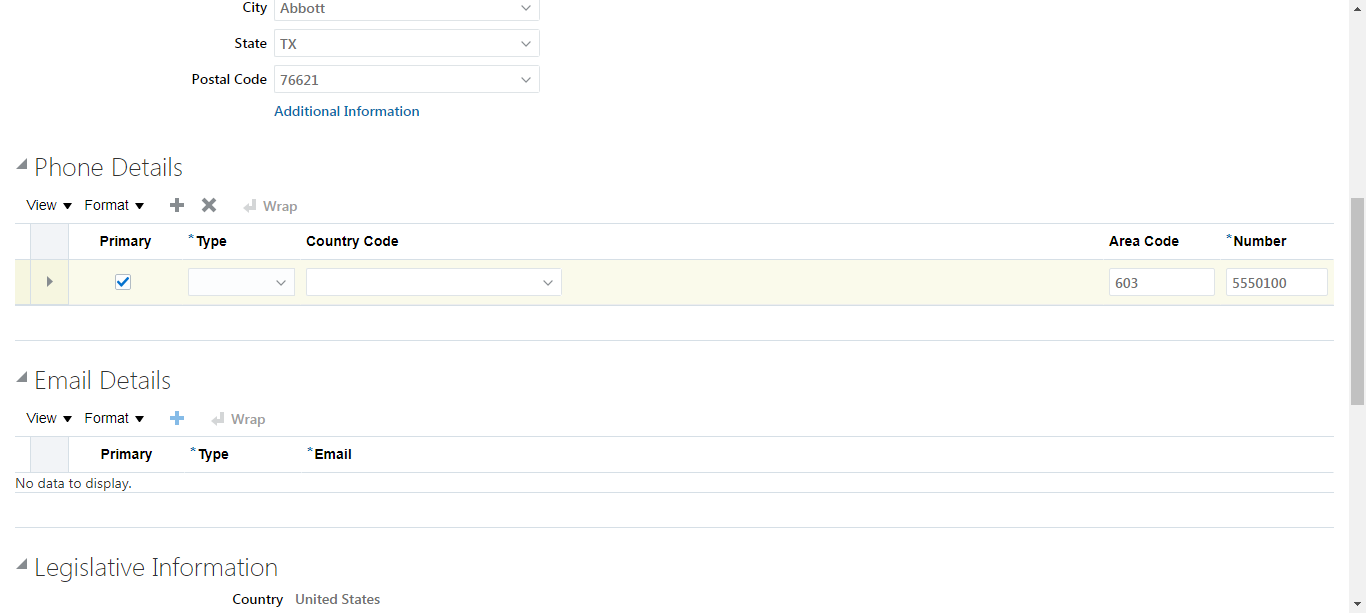 City Abbott
State TX
Postal Code 76621
Additional Information
Phone Details
View Format Wrap
Primary *Type Country Code Area Code *Number
603 5550100
Email Details
View Format Wrap
Primary *Type *Email
No data to display.
Legislative Information
Country United States